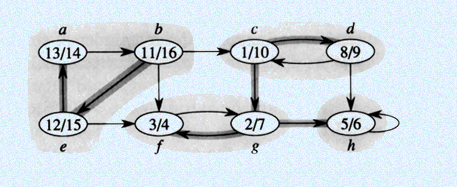 a b c d
13/14 11/16 1/10 8/9
12/15 3/4 2/7 5/6
e f g h